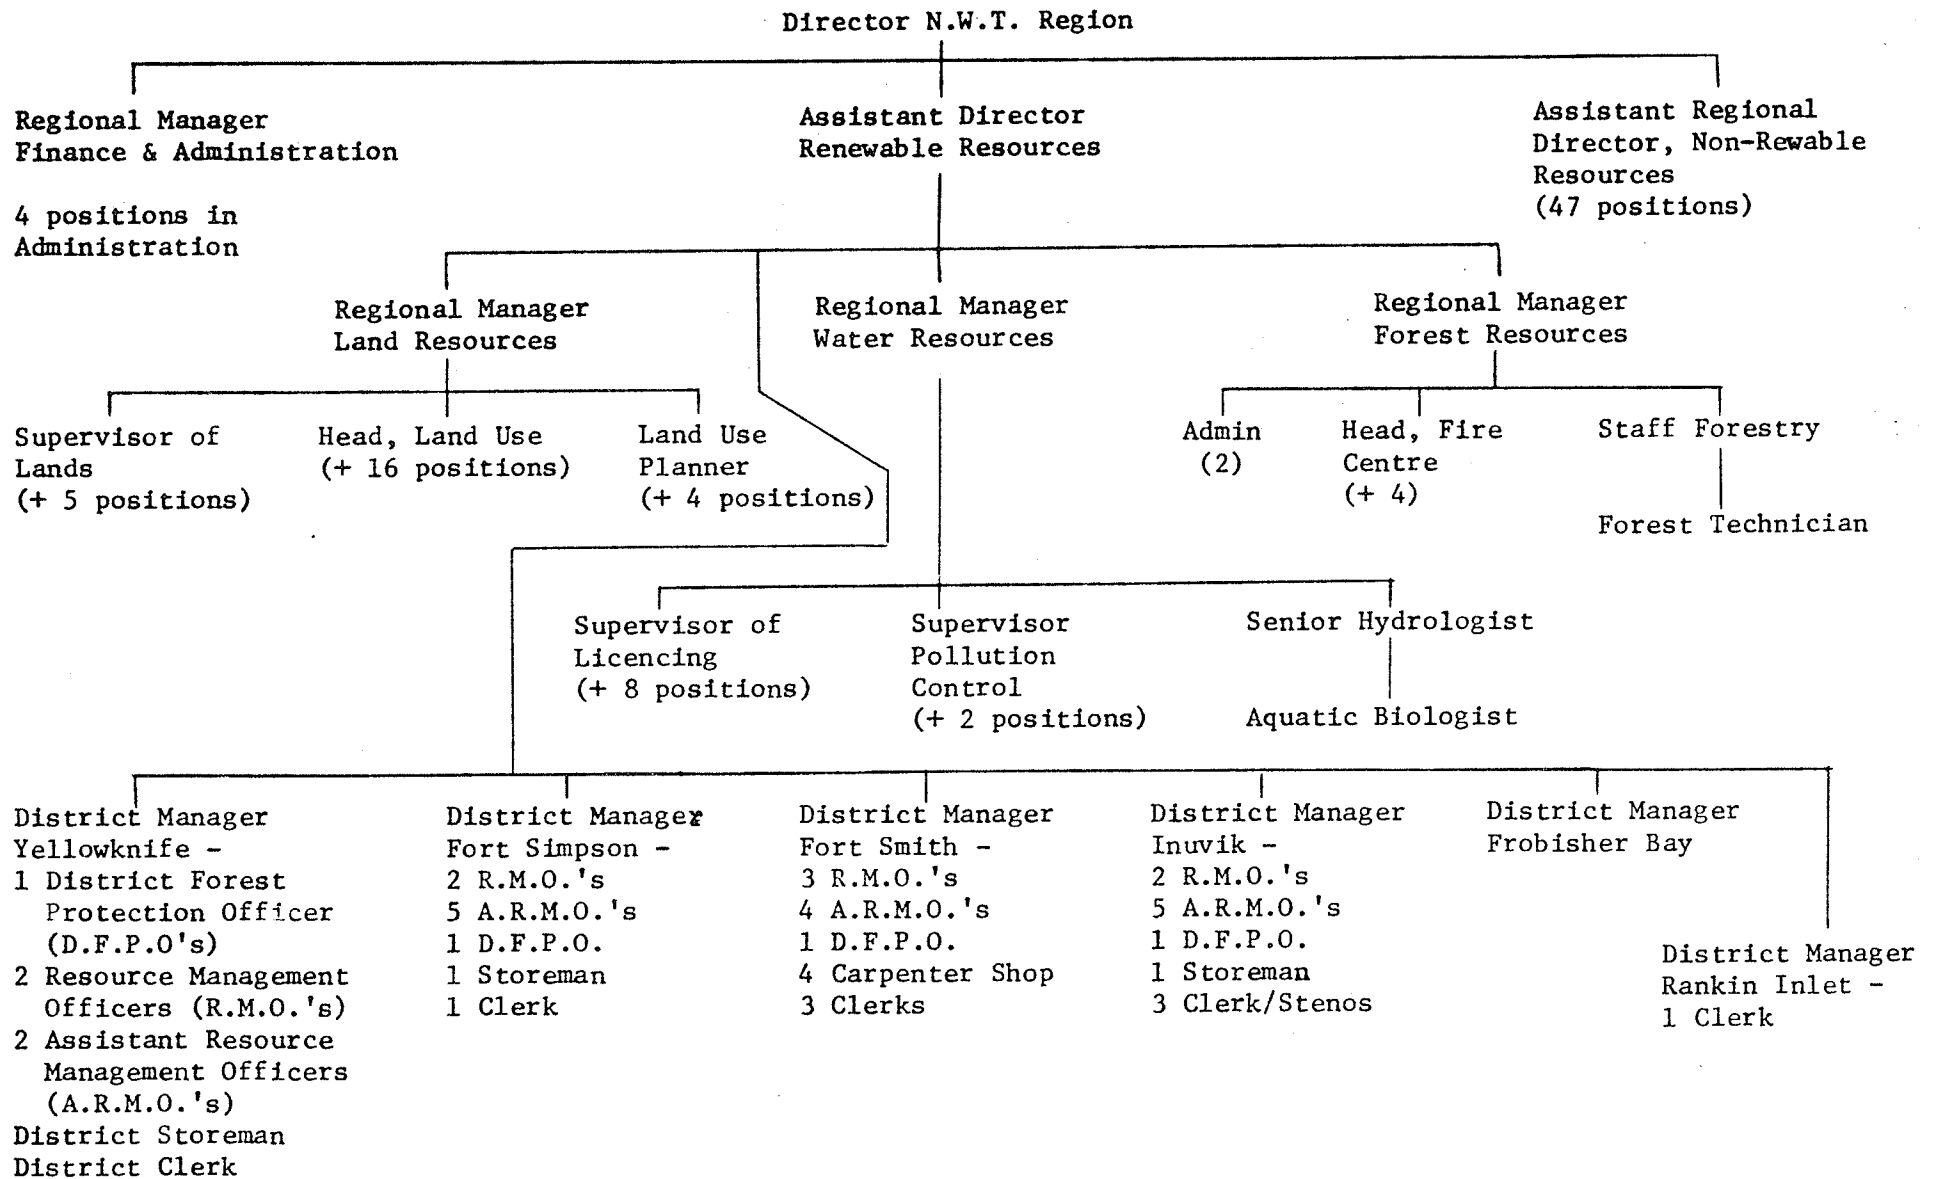 Director N.W.T. Region
Regional Manager
Finance & Administration
4 positions in
Administration
Assistant Director
Renewable Resources
Assistant Regional
Director, Non-Rewable
Resources
(47 positions)
Regional Manager
Land Resources
Regional Manager
Water Resources
Regional Manager
Forest Resources
Supervisor of
Lands
(+ 5 positions)
Head, Land Use
(+ 16 positions)
Land Use
Planner
(+ 4 positions)
Admin
(2)
Head, Fire
Centre
(+ 4)
Staff Forestry
Forest Technician
Supervisor of
Licencing
(+ 8 positions)
Supervisor
Pollution
Control
(+ 2 positions)
Senior Hydrologist
Aquatic Biologist
District Manager
Yellowknife -
1 District Forest
Protection Officer
(D.F.P.O's)
2 Resource Management
Officers (R.M.O.'s)
2 Assistant Resource
Management Officers
(A.R.M.O.'s)
District Storeman
District Clerk
District Manager
Fort Simpson -
2 R.M.O.'s
5 A.R.M.O.'s
1 D.F.P.O.
1 Storeman
1 Clerk
District Manager
Fort Smith -
3 R.M.O.'s
4 A.R.M.O.'s
1 D.F.P.O.
4 Carpenter Shop
3 Clerks
District Manager
Inuvik -
2 R.M.O.'s
5 A.R.M.O.'s
1 D.F.P.O.
1 Storeman
3 Clerk/Stenos
District Manager
Frobisher Bay
District Manager
Rankin Inlet -
1 Clerk